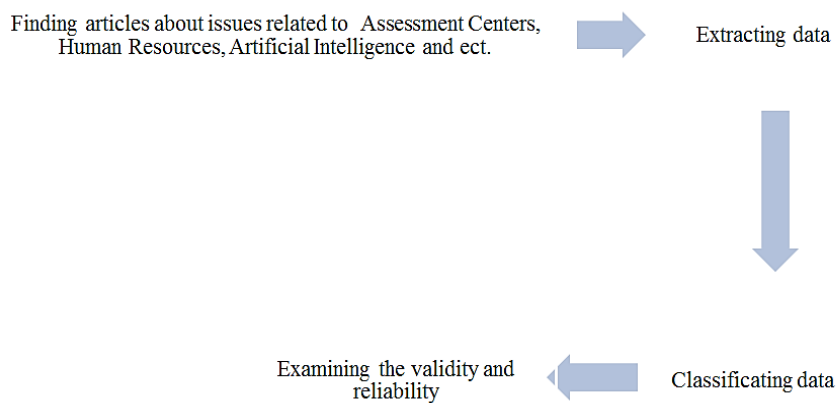 Finding articles about issues related to Assessment Centers,
Human Resources, Artificial Intelligence and ect.
Extracting data
Classificating data
Examining the validity and
reliability